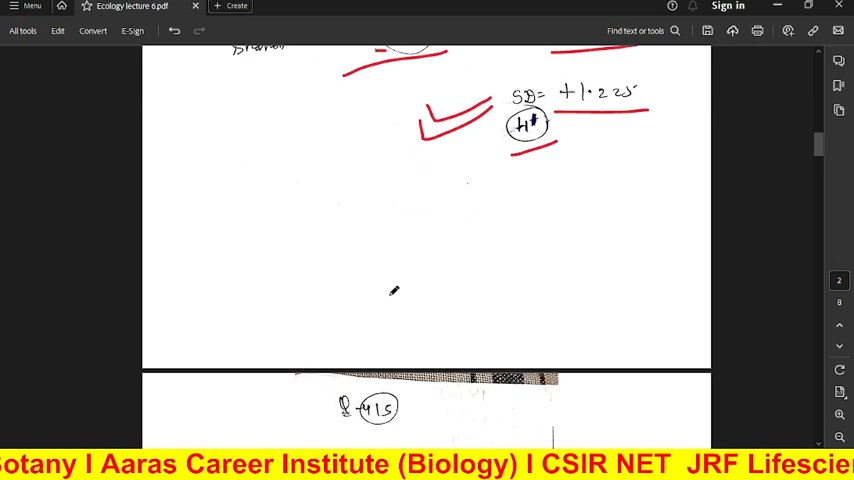 Menu
Ecology lecture 6.pdf
Create
Sign in
All tools
Edit
Convert
E-Sign
Find text or tools
SD= +1.225
H
2
8
415
Botany I Aaras Career Institute (Biology) I CSIR NET JRF Lifescien